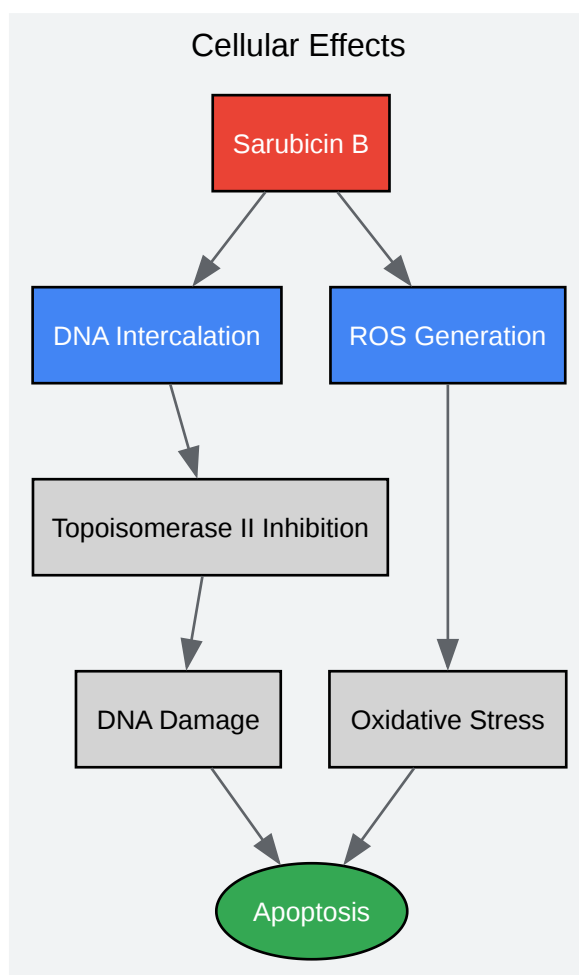 Cellular Effects
Sarubicin B
DNA Intercalation
ROS Generation
Topoisomerase II Inhibition
DNA Damage
Oxidative Stress
Apoptosis